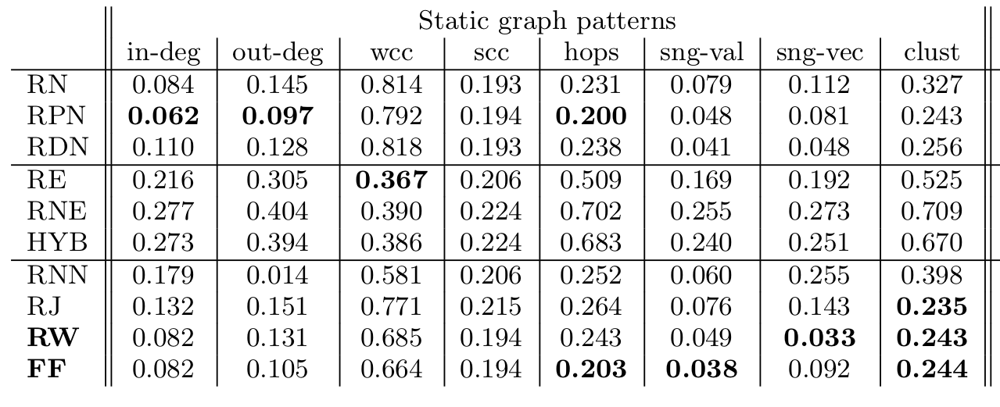 Static graph patterns
in-deg out-deg wcc scc hops sng-val sng-vec clust
RN 0.084 0.145 0.814 0.193 0.231 0.079 0.112 0.327
RPN 0.062 0.097 0.792 0.194 0.200 0.048 0.081 0.243
RDN 0.110 0.128 0.818 0.193 0.238 0.041 0.048 0.256
RE 0.216 0.305 0.367 0.206 0.509 0.169 0.192 0.525
RNE 0.277 0.404 0.390 0.224 0.702 0.255 0.273 0.709
HYB 0.273 0.394 0.386 0.224 0.683 0.240 0.251 0.670
RNN 0.179 0.014 0.581 0.206 0.252 0.060 0.255 0.398
RJ 0.132 0.151 0.771 0.215 0.264 0.076 0.143 0.235
RW 0.082 0.131 0.685 0.194 0.243 0.049 0.033 0.243
FF 0.082 0.105 0.664 0.194 0.203 0.038 0.092 0.244